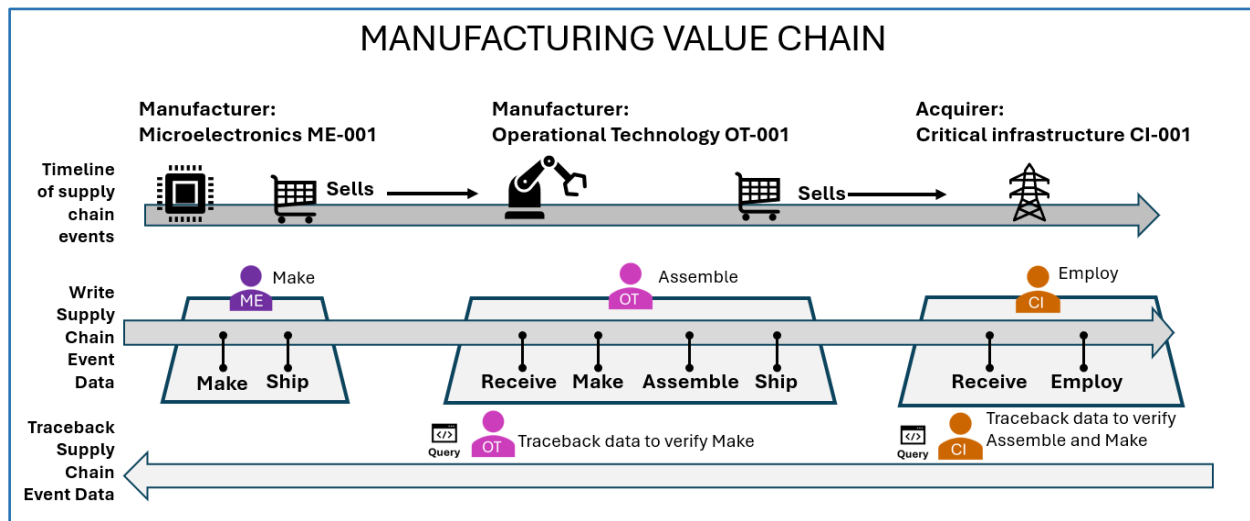 MANUFACTURING VALUE CHAIN
Manufacturer:
Microelectronics ME-001
Manufacturer:
Operational Technology OT-001
Acquirer:
Critical infrastructure CI-001
Timeline
of supply
chain
events
Sells
Sells
Write
Supply
Chain
Event
Data
ME
Make
OT
Assemble
CI
Employ
Make
Ship
Receive
Make
Assemble
Ship
Receive
Employ
Traceback
Supply
Chain
Event Data
</>
Query
OT
Traceback data to verify Make
</>
Query
CI
Traceback data to verify
Assemble and Make